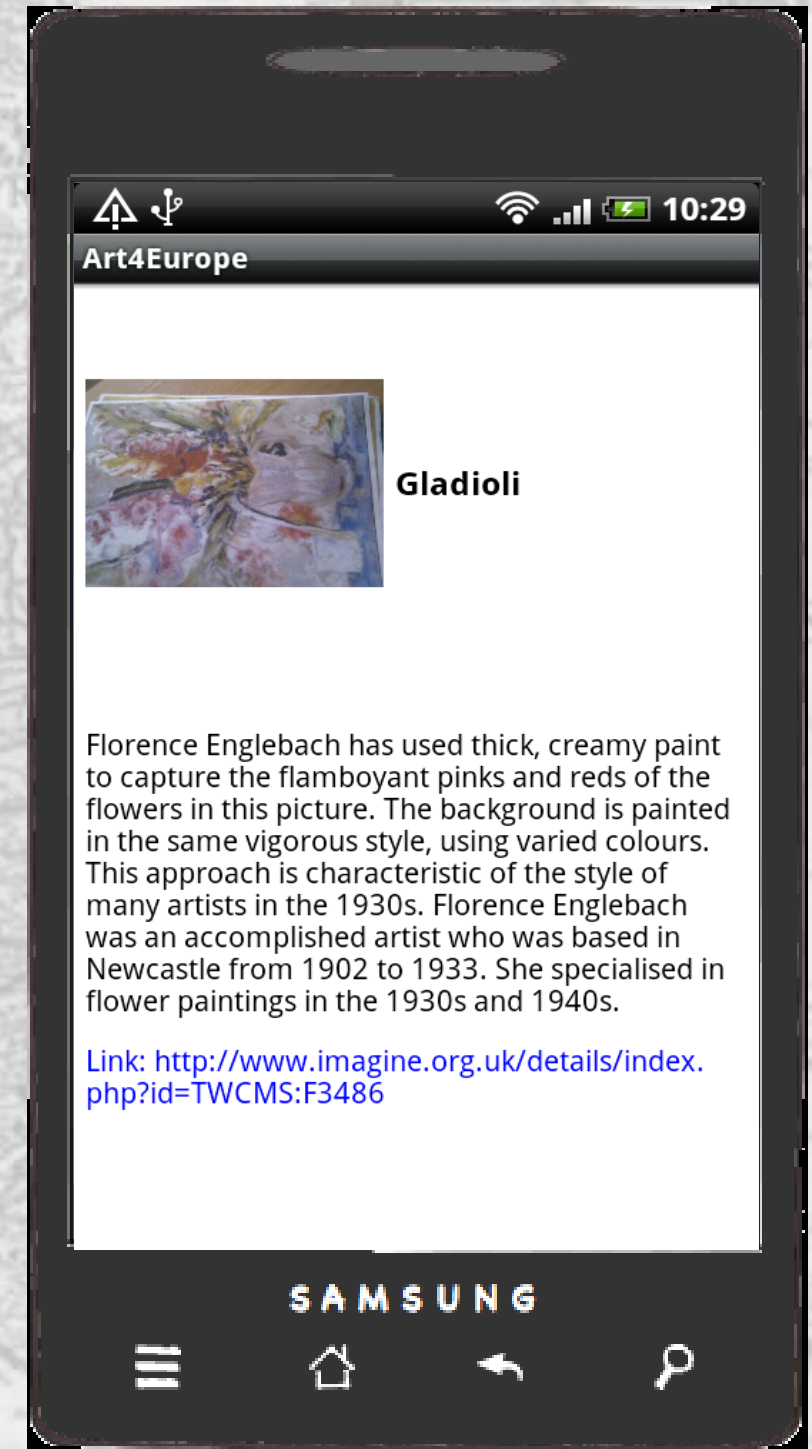 10:29
Art4Europe
Gladioli
Florence Englebach has used thick, creamy paint
to capture the flamboyant pinks and reds of the
flowers in this picture. The background is painted
in the same vigorous style, using varied colours.
This approach is characteristic of the style of
many artists in the 1930s. Florence Englebach
was an accomplished artist who was based in
Newcastle from 1902 to 1933. She specialised in
flower paintings in the 1930s and 1940s.
Link: http://www.imagine.org.uk/details/index.
php?id=TWCMS:F3486
SAMSUNG